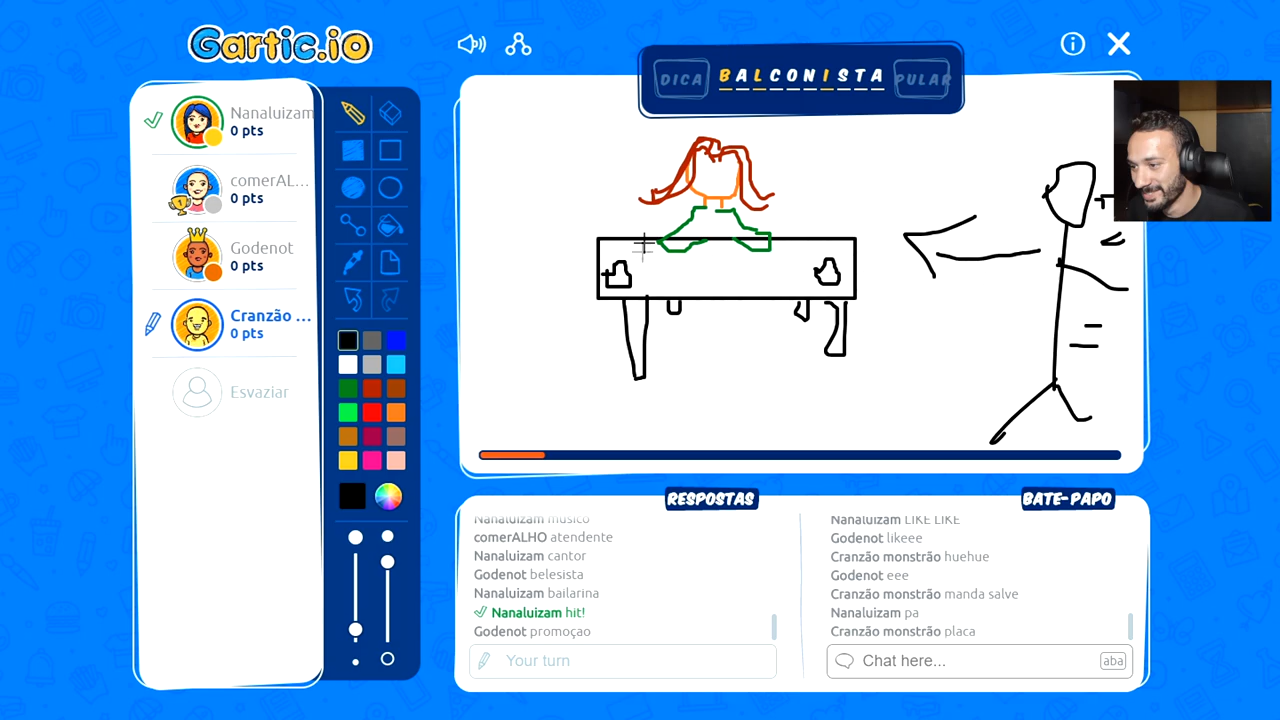 Gartic.io
DICA
BALCONISTA
PULAR
Nanaluizam
0 pts
comerAL...
0 pts
Godenot
0 pts
Cranzão ...
0 pts
Esvaziar
RESPOSTAS
Nanaluizam musico
comerALHO atendente
Nanaluizam cantor
Godenot belesista
Nanaluizam bailarina
Nanaluizam hit!
Godenot promoçao
Your turn
BATE-PAPO
Nanaluizam LIKE LIKE
Godenot likeee
Cranzão monstrão huehue
Godenot eee
Cranzão monstrão manda salve
Nanaluizam pa
Cranzão monstrão placa
Chat here...
aba